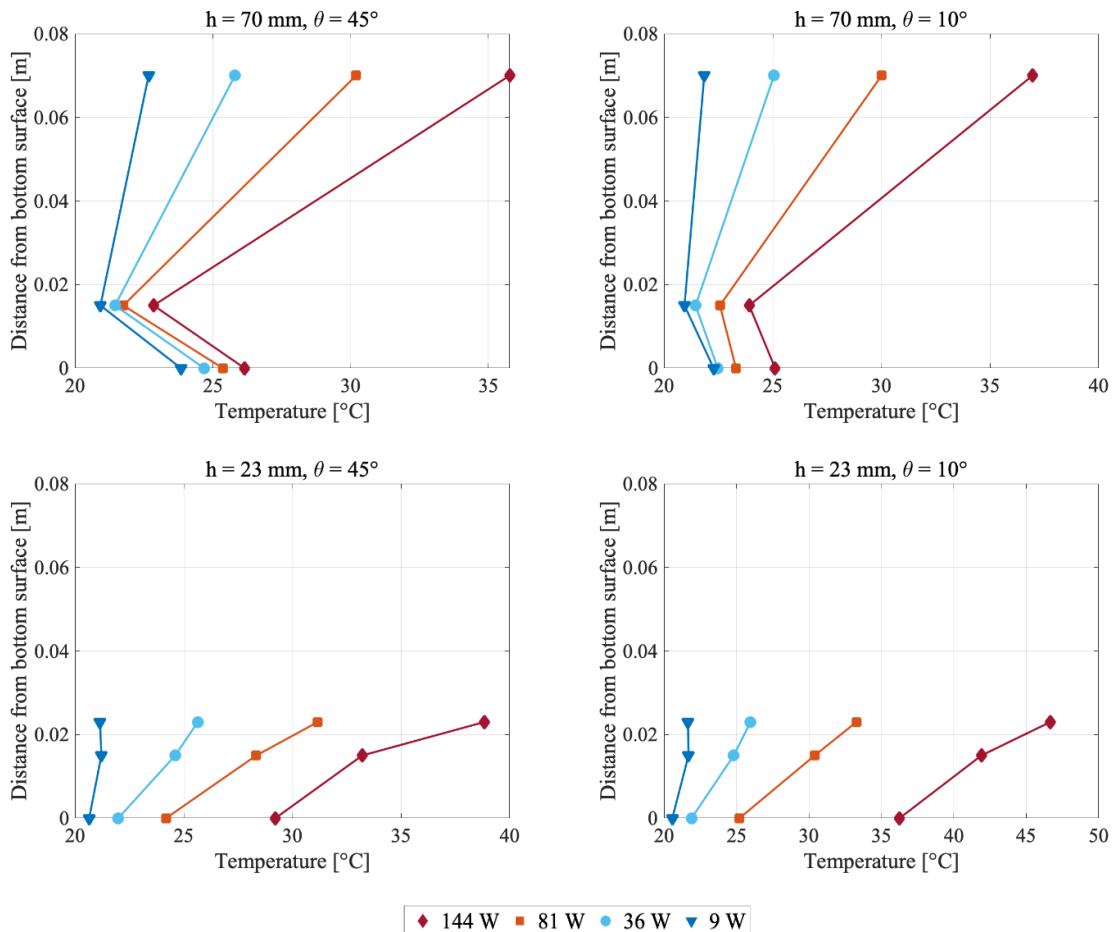 h = 70 mm, θ = 45°
0.08
0.06
0.04
0.02
0
Distance from bottom surface [m]
20 25 30 35
Temperature [°C]
h = 70 mm, θ = 10°
0.08
0.06
0.04
0.02
0
Distance from bottom surface [m]
20 25 30 35 40
Temperature [°C]
h = 23 mm, θ = 45°
0.08
0.06
0.04
0.02
0
Distance from bottom surface [m]
20 25 30 35 40
Temperature [°C]
h = 23 mm, θ = 10°
0.08
0.06
0.04
0.02
0
Distance from bottom surface [m]
20 25 30 35 40 45 50
Temperature [°C]
144 W 81 W 36 W 9 W